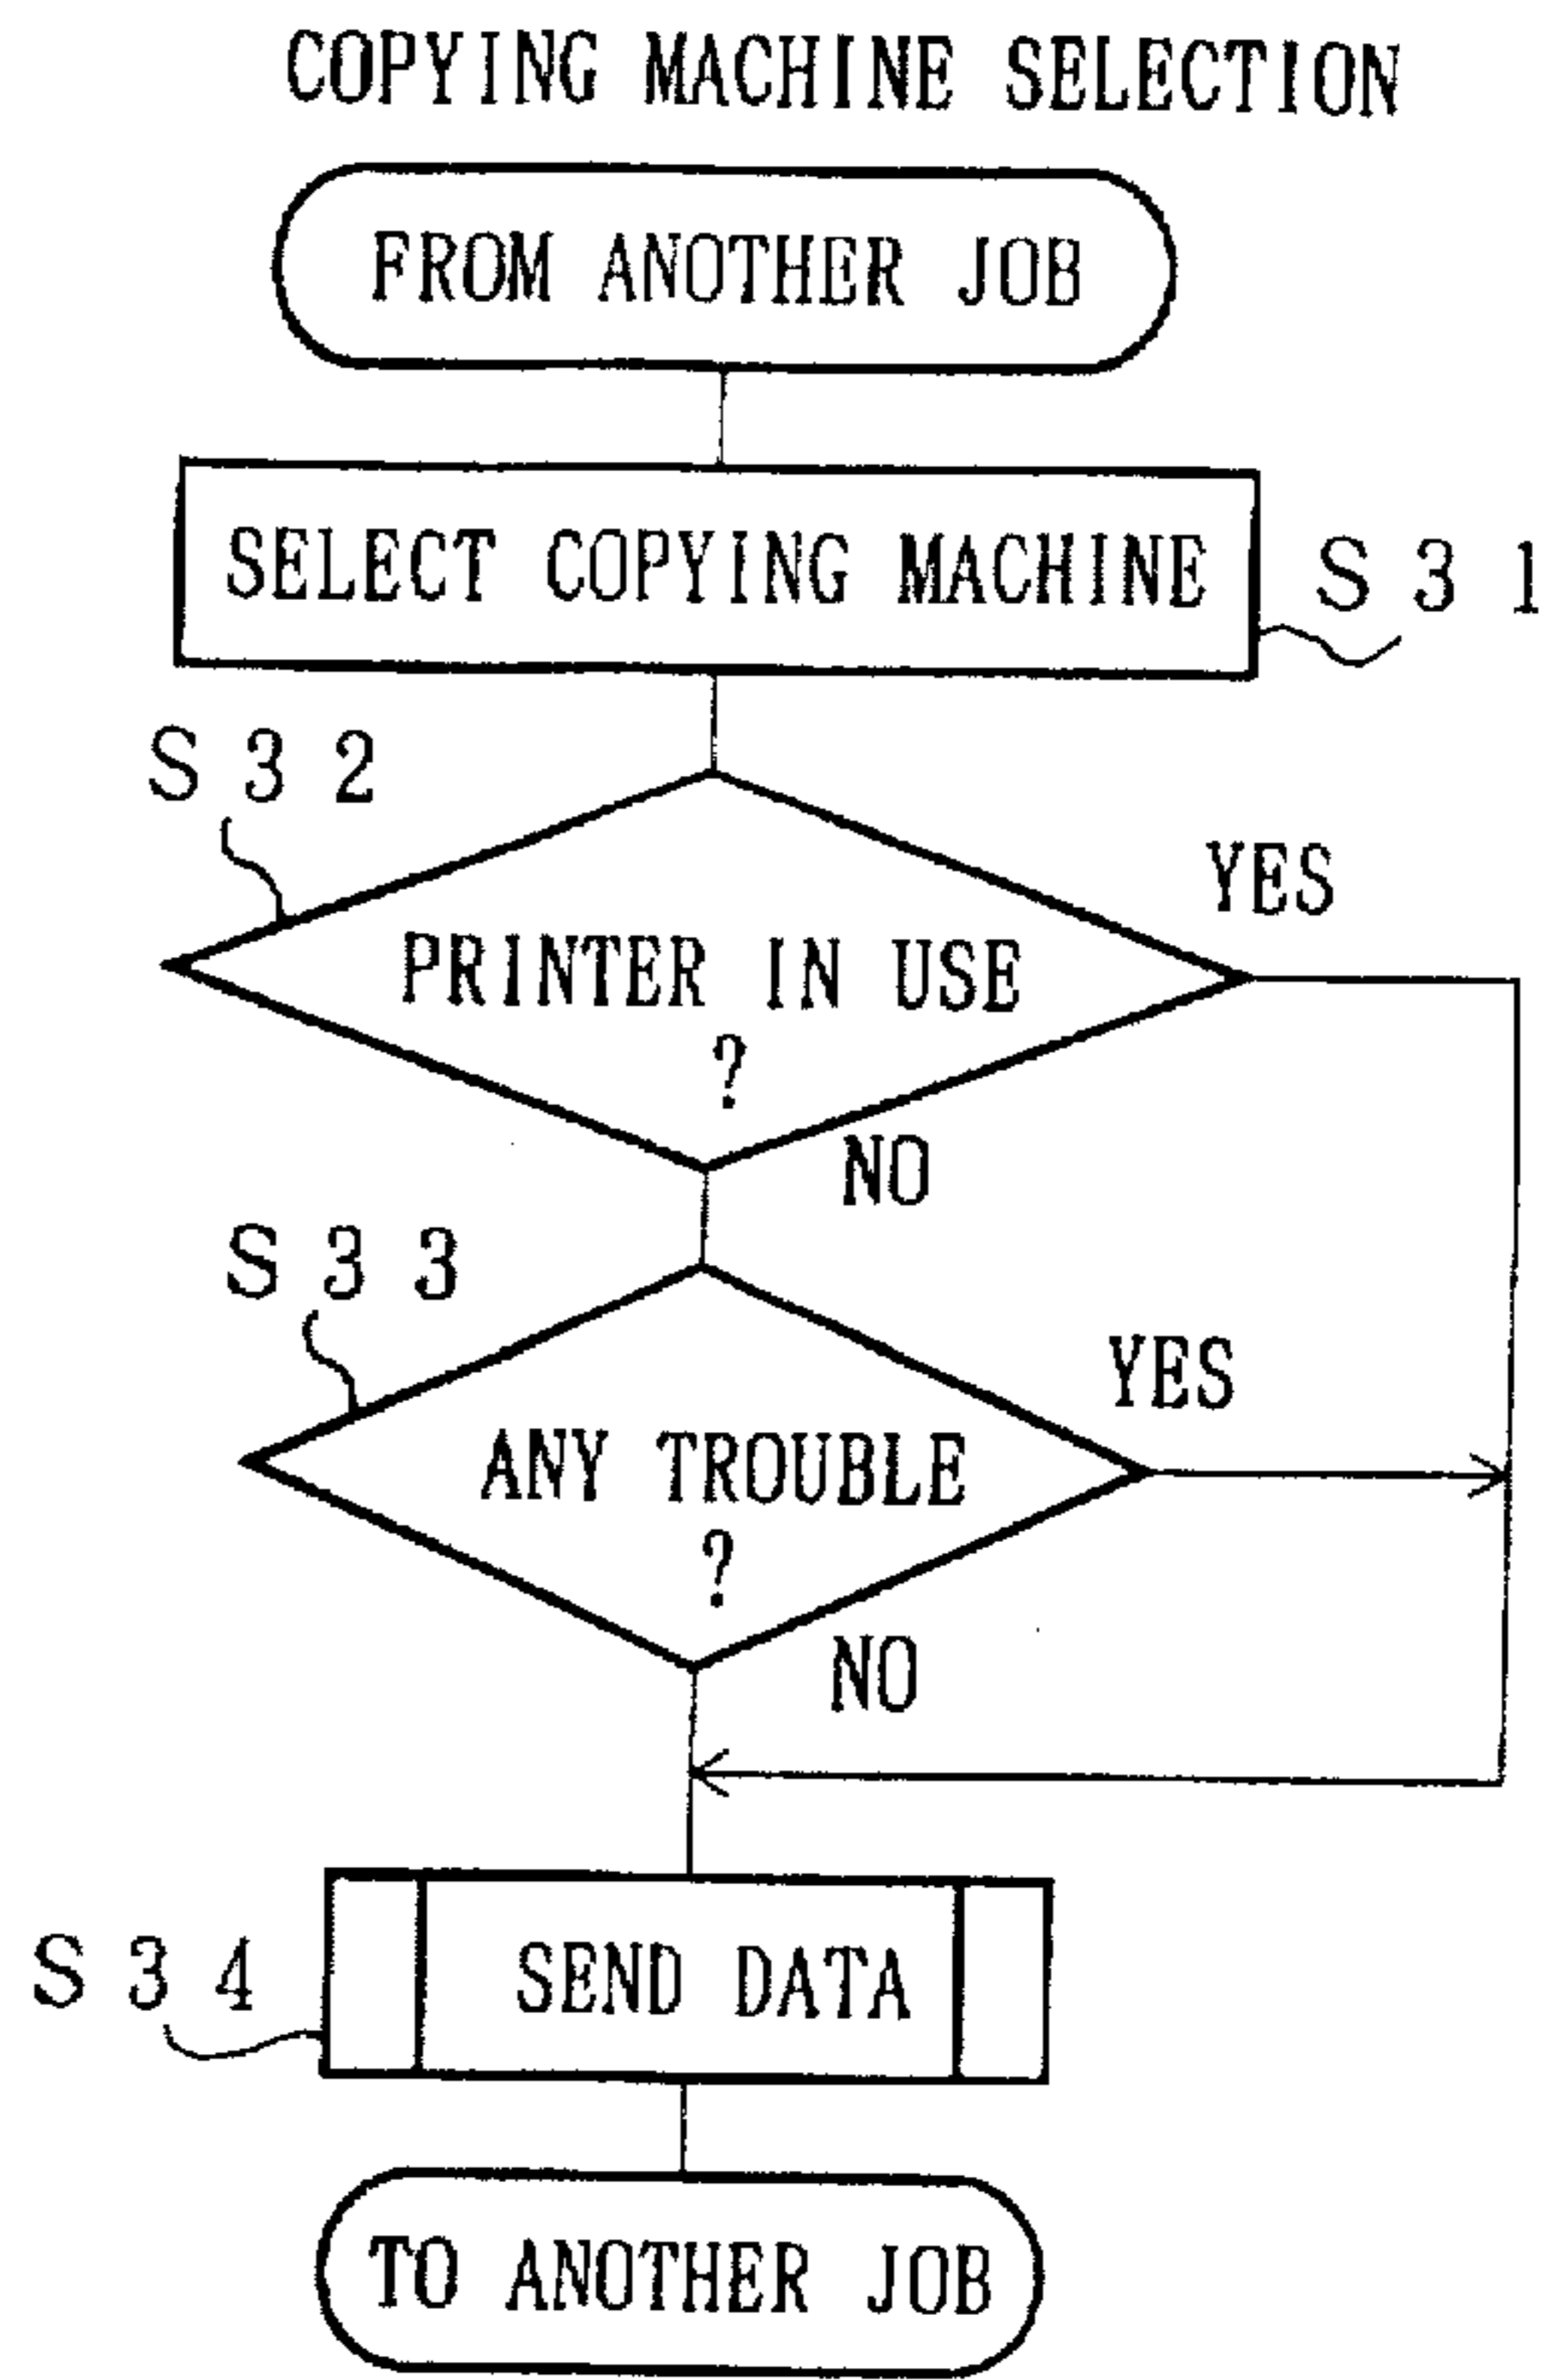 COPYING MACHINE SELECTION
FROM ANOTHER JOB
SELECT COPYING MACHINE
S 3 1
S 3 2
YES
PRINTER IN USE
?
NO
S 3 3
YES
ANY TROUBLE
?
NO
S 3 4
SEND DATA
TO ANOTHER JOB